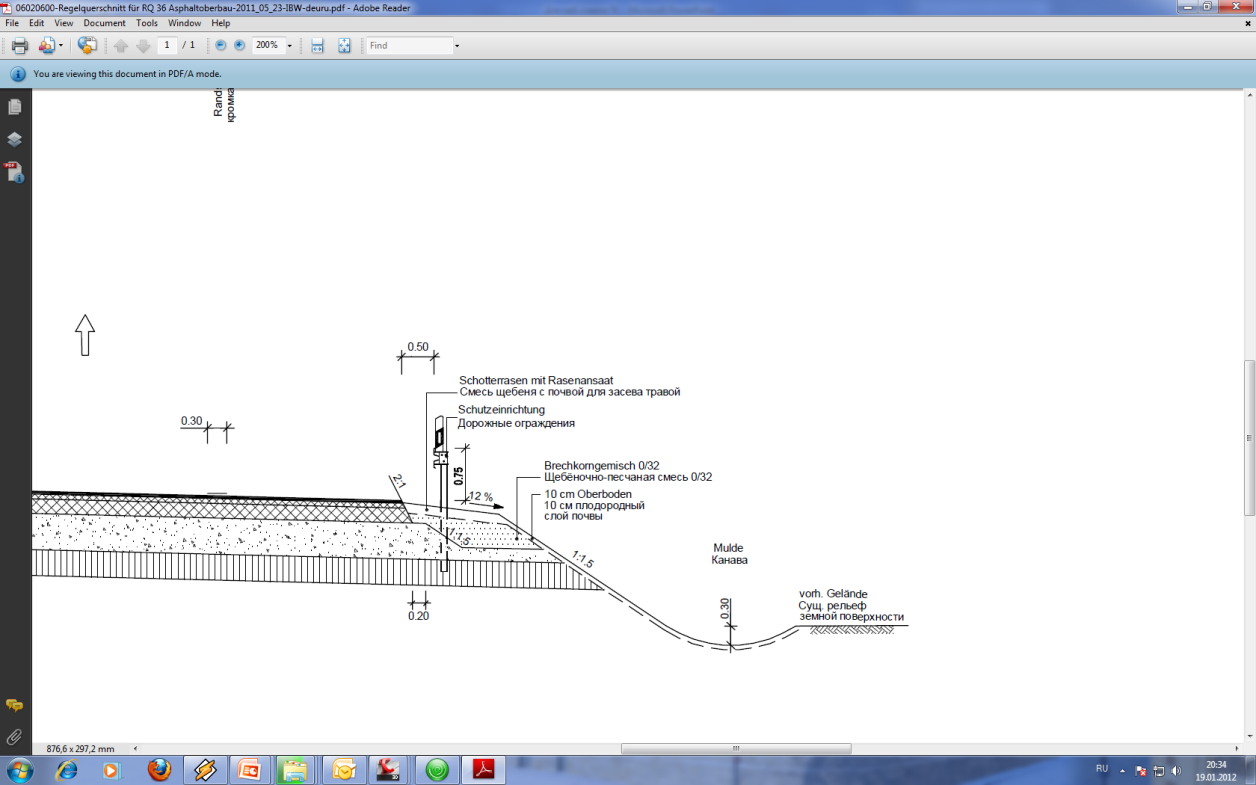 06020600-Regelquerschnitt für RQ 36 Asphaltoberbau-2011_05_23-IBW-deuru.pdf - Adobe Reader
File Edit View Document Tools Window Help
1 / 1 200% Find
You are viewing this document in PDF/A mode.
Rands
кромка
0.50
Schotterrasen mit Rasenansaat
Смесь щебеня с почвой для засева травой
Schutzeinrichtung
Дорожные ограждения
0.30
0.75
Brechkorngemisch 0/32
Щебёночно-песчаная смесь 0/32
2:1
12 %
10 cm Oberboden
10 см плодородный
слой почвы
1:1.5
1:1.5
Mulde
Канава
vorh. Gelände
Сущ. рельеф
земной поверхности
0.30
0.20
876,6 x 297,2 mm
RU
20:34
19.01.2012